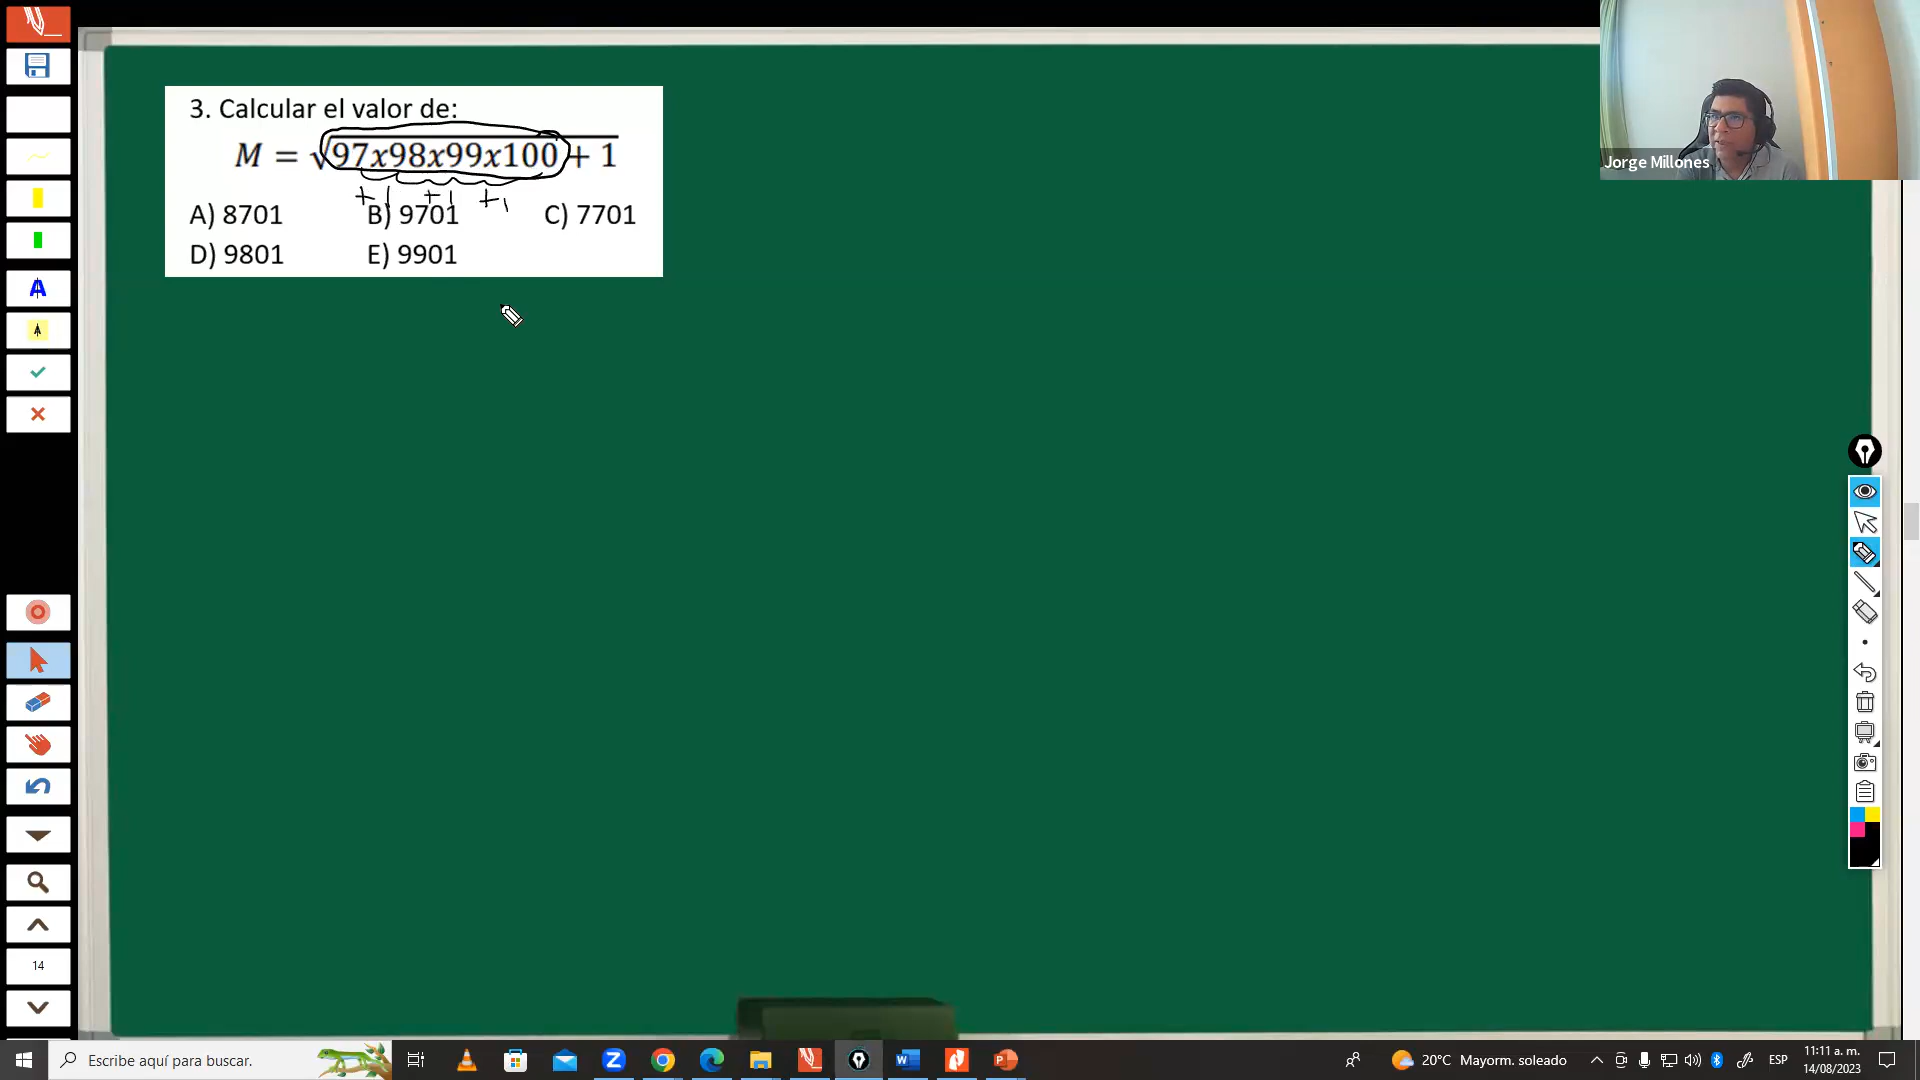 3. Calcular el valor de:
M = √97x98x99x100 + 1
+1 +1 +1
A) 8701 B) 9701 C) 7701
D) 9801 E) 9901
Jorge Millones
14
Escribe aquí para buscar.
20°C Mayorm. soleado
ESP
11:11 a. m.
14/08/2023